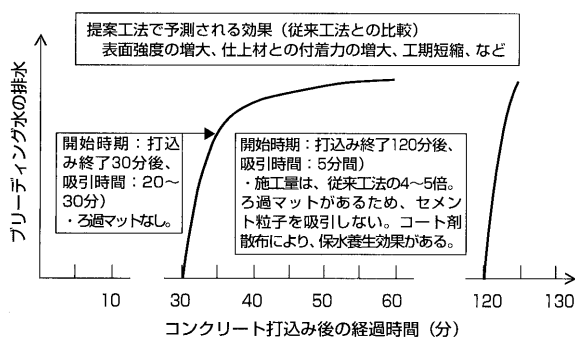 提案工法で予測される効果（従来工法との比較）
表面強度の増大、仕上材との付着力の増大、工期短縮、など
ブリーディング水の排水
開始時期：打込
み終了30分後、
吸引時間：20～
30分）
・ろ過マットなし。
開始時期：打込み終了120分後、
吸引時間：5分間）
・施工量は、従来工法の4～5倍。
ろ過マットがあるため、セメン
ト粒子を吸引しない。コート剤
散布により、保水養生効果がある。
10 30 40 50 60 120 130
コンクリート打込み後の経過時間（分）